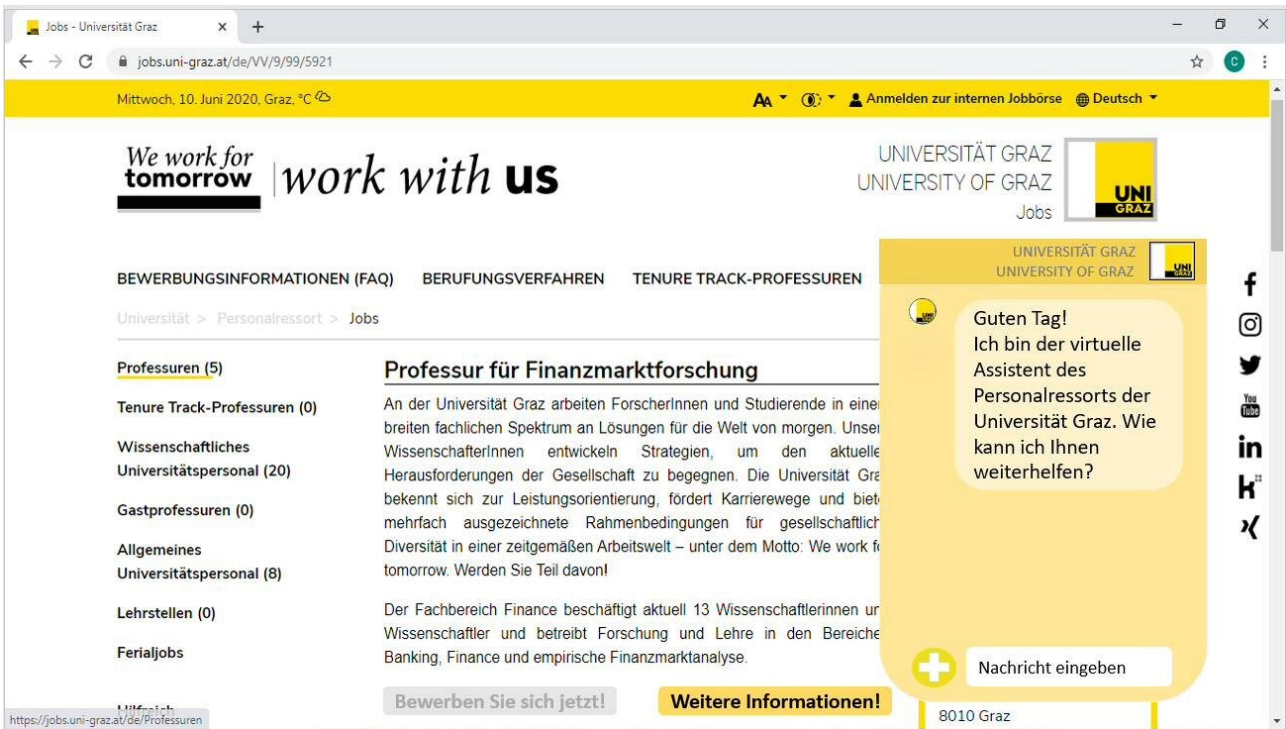 Jobs - Universität Graz
jobs.uni-graz.at/de/VV/9/99/5921
C
Mittwoch, 10. Juni 2020, Graz, °C
AA
Anmelden zur internen Jobbörse
Deutsch
We work for
tomorrow
work with us
UNIVERSITÄT GRAZ
UNIVERSITY OF GRAZ
Jobs
UNI
GRAZ
BEWERBUNGSINFORMATIONEN (FAQ) BERUFUNGSVERFAHREN TENURE TRACK-PROFESSUREN
Universität > Personalressort > Jobs
Professuren (5)
Tenure Track-Professuren (0)
Wissenschaftliches
Universitätspersonal (20)
Gastprofessuren (0)
Allgemeines
Universitätspersonal (8)
Lehrstellen (0)
Ferialjobs
Hilfreich
https://jobs.uni-graz.at/de/Professuren
Professur für Finanzmarktforschung
An der Universität Graz arbeiten ForscherInnen und Studierende in eine
breiten fachlichen Spektrum an Lösungen für die Welt von morgen. Unser
WissenschafterInnen entwickeln Strategien, um den aktuelle
Herausforderungen der Gesellschaft zu begegnen. Die Universität Gra
bekennt sich zur Leistungsorientierung, fördert Karrierewege und biet
mehrfach ausgezeichnete Rahmenbedingungen für gesellschaftlich
Diversität in einer zeitgemäßen Arbeitswelt – unter dem Motto: We work fo
tomorrow. Werden Sie Teil davon!
Der Fachbereich Finance beschäftigt aktuell 13 Wissenschaftlerinnen un
Wissenschaftler und betreibt Forschung und Lehre in den Bereiche
Banking, Finance und empirische Finanzmarktanalyse.
Bewerben Sie sich jetzt!
Weitere Informationen!
UNIVERSITÄT GRAZ
UNIVERSITY OF GRAZ
UNI
GRAZ
Guten Tag!
Ich bin der virtuelle
Assistent des
Personalressorts der
Universität Graz. Wie
kann ich Ihnen
weiterhelfen?
Nachricht eingeben
8010 Graz
You
Tube